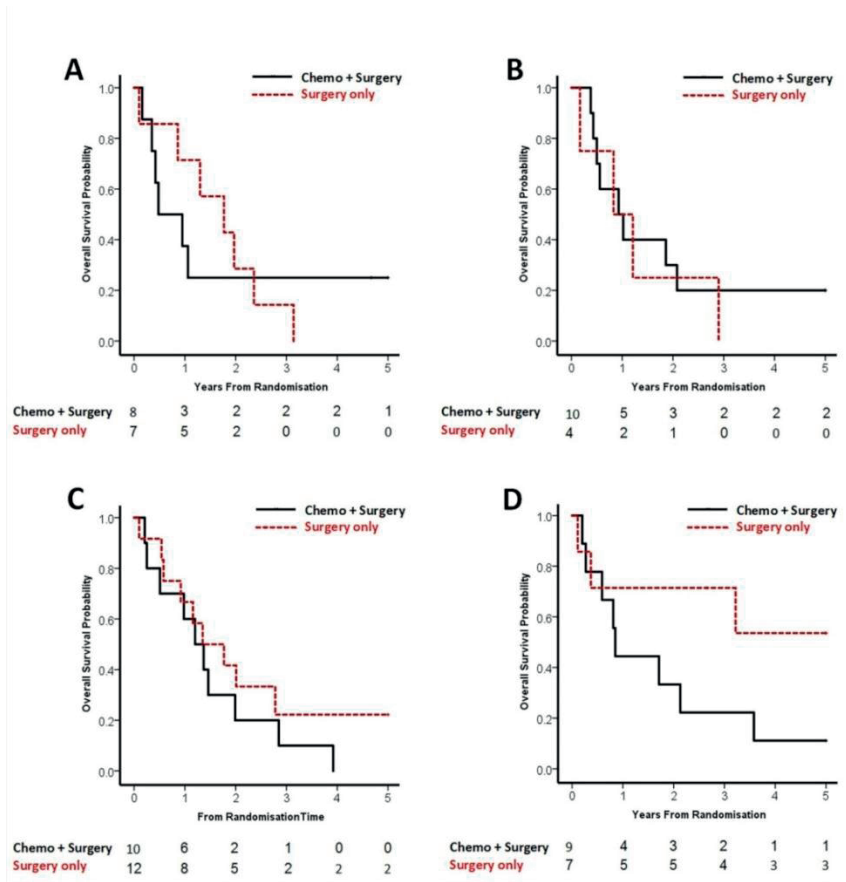 A
Chemo + Surgery
Surgery only
1.0
0.8
0.6
0.4
0.2
0.0
Overall Survival Probability
0 1 2 3 4 5
Years From Randomisation
Chemo + Surgery 8 3 2 2 2 1
Surgery only 7 5 2 0 0 0
B
Chemo + Surgery
Surgery only
1.0
0.8
0.6
0.4
0.2
0.0
Overall Survival Probability
0 1 2 3 4 5
Years From Randomisation
Chemo + Surgery 10 5 3 2 2 2
Surgery only 4 2 1 0 0 0
C
Chemo + Surgery
Surgery only
1.0
0.8
0.6
0.4
0.2
0.0
Overall Survival Probability
0 1 2 3 4 5
From RandomisationTime
Chemo + Surgery 10 6 2 1 0 0
Surgery only 12 8 5 2 2 2
D
Chemo + Surgery
Surgery only
1.0
0.8
0.6
0.4
0.2
0.0
Overall Survival Probability
0 1 2 3 4 5
Years From Randomisation
Chemo + Surgery 9 4 3 2 1 1
Surgery only 7 5 5 4 3 3